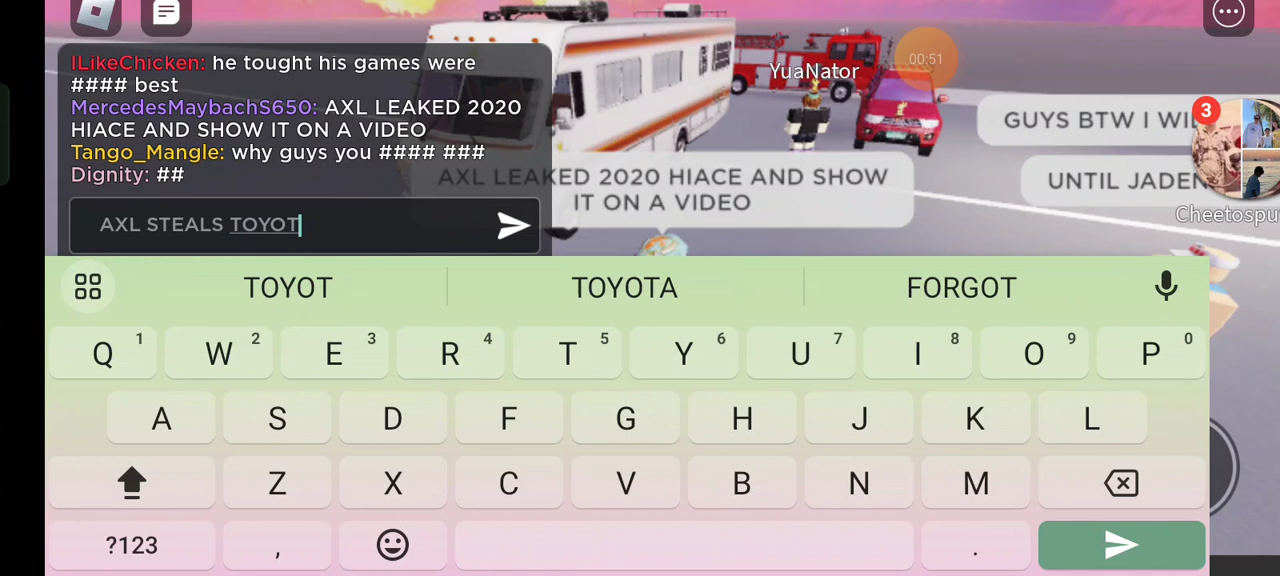 00:51
YuaNator
ILikeChicken: he tought his games were
#### best
MercedesMaybachS650: AXL LEAKED 2020
HIACE AND SHOW IT ON A VIDEO
Tango_Mangle: why guys you #### ###
Dignity: ##
AXL LEAKED 2020 HIACE AND SHOW
IT ON A VIDEO
GUYS BTW I WI
3
UNTIL JADEN
Cheetospu
AXL STEALS TOYOT
TOYOT TOYOTA FORGOT
Q 1 W 2 E 3 R 4 T 5 Y 6 U 7 I 8 O 9 P 0
A S D F G H J K L
Z X C V B N M
?123 , .